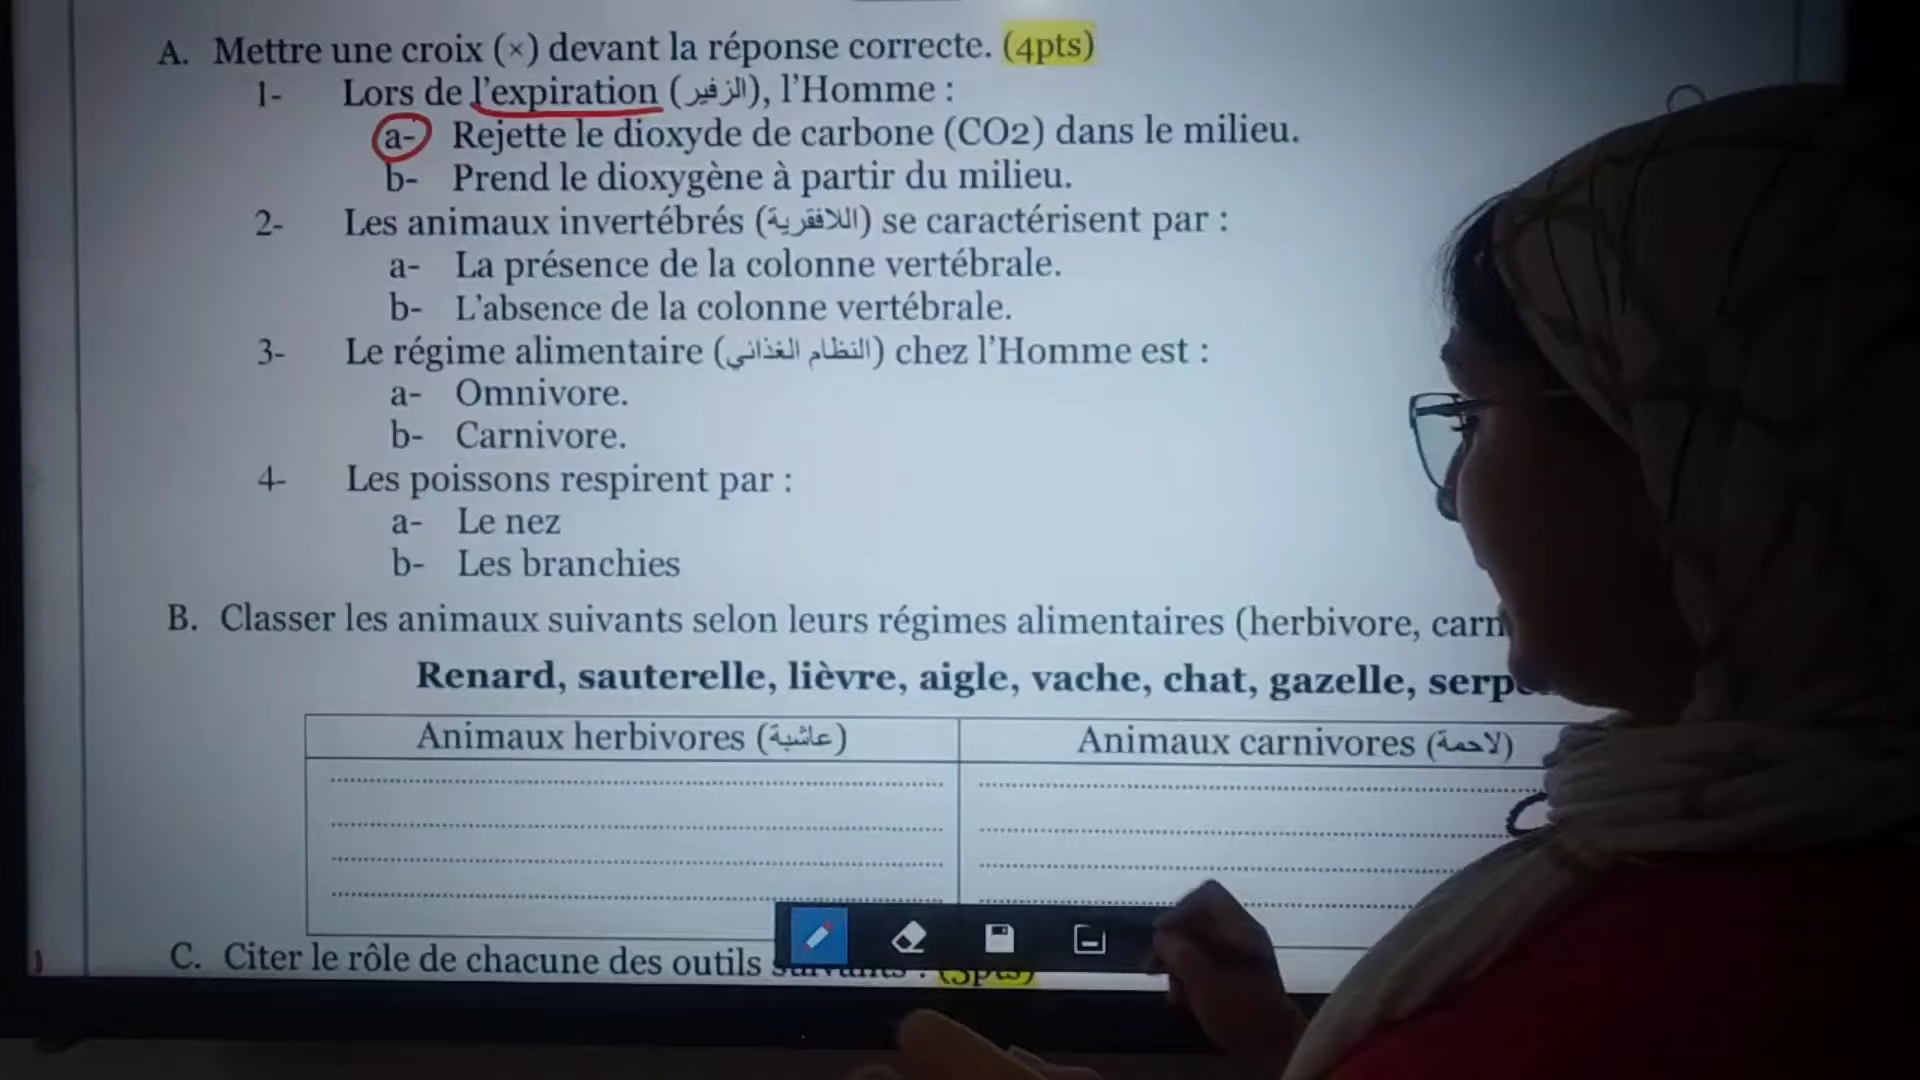 A. Mettre une croix (×) devant la réponse correcte. (4pts)
1- Lors de l'expiration (الزفير), l'Homme :
a- Rejette le dioxyde de carbone (CO2) dans le milieu.
b- Prend le dioxygène à partir du milieu.
2- Les animaux invertébrés (اللافقرية) se caractérisent par :
a- La présence de la colonne vertébrale.
b- L'absence de la colonne vertébrale.
3- Le régime alimentaire (النظام الغذائي) chez l'Homme est :
a- Omnivore.
b- Carnivore.
4- Les poissons respirent par :
a- Le nez
b- Les branchies
B. Classer les animaux suivants selon leurs régimes alimentaires (herbivore,
Renard, sauterelle, lièvre, aigle, vache, chat, gazelle,
Animaux herbivores (عاشبة) Animaux carnivores (لاحمة)
C. Citer le rôle de chacune des outils suivants : (3pts)